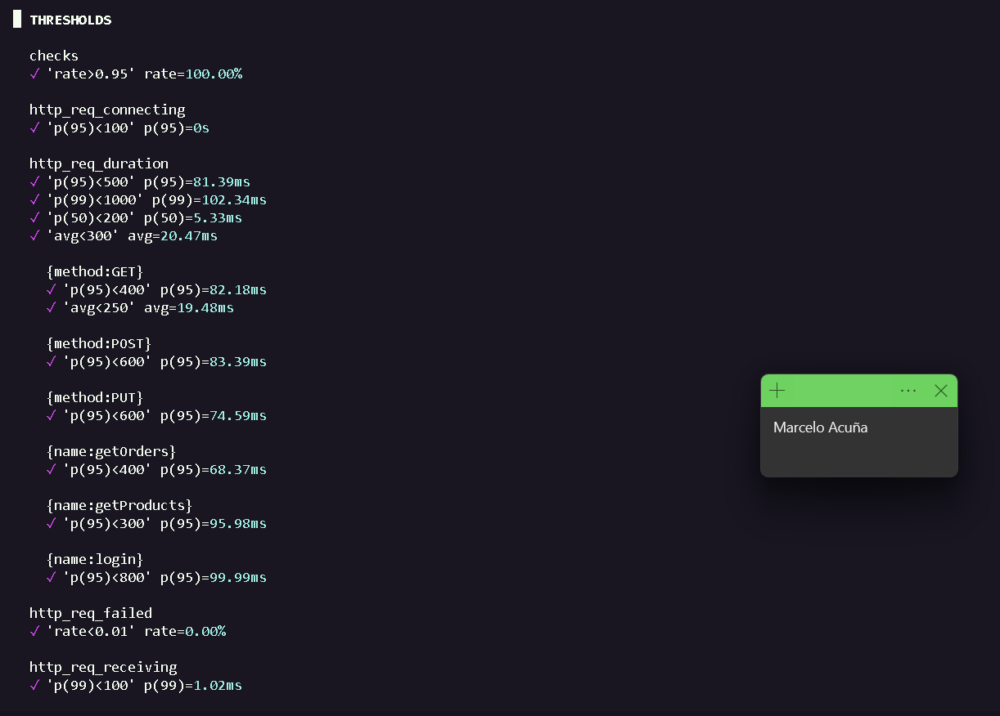 THRESHOLDS
checks
✓ 'rate>0.95' rate=100.00%
http_req_connecting
✓ 'p(95)<100' p(95)=0s
http_req_duration
✓ 'p(95)<500' p(95)=81.39ms
✓ 'p(99)<1000' p(99)=102.34ms
✓ 'p(50)<200' p(50)=5.33ms
✓ 'avg<300' avg=20.47ms
{method:GET}
✓ 'p(95)<400' p(95)=82.18ms
✓ 'avg<250' avg=19.48ms
{method:POST}
✓ 'p(95)<600' p(95)=83.39ms
{method:PUT}
✓ 'p(95)<600' p(95)=74.59ms
{name:getOrders}
✓ 'p(95)<400' p(95)=68.37ms
{name:getProducts}
✓ 'p(95)<300' p(95)=95.98ms
{name:login}
✓ 'p(95)<800' p(95)=99.99ms
http_req_failed
✓ 'rate<0.01' rate=0.00%
http_req_receiving
✓ 'p(99)<100' p(99)=1.02ms
Marcelo Acuña